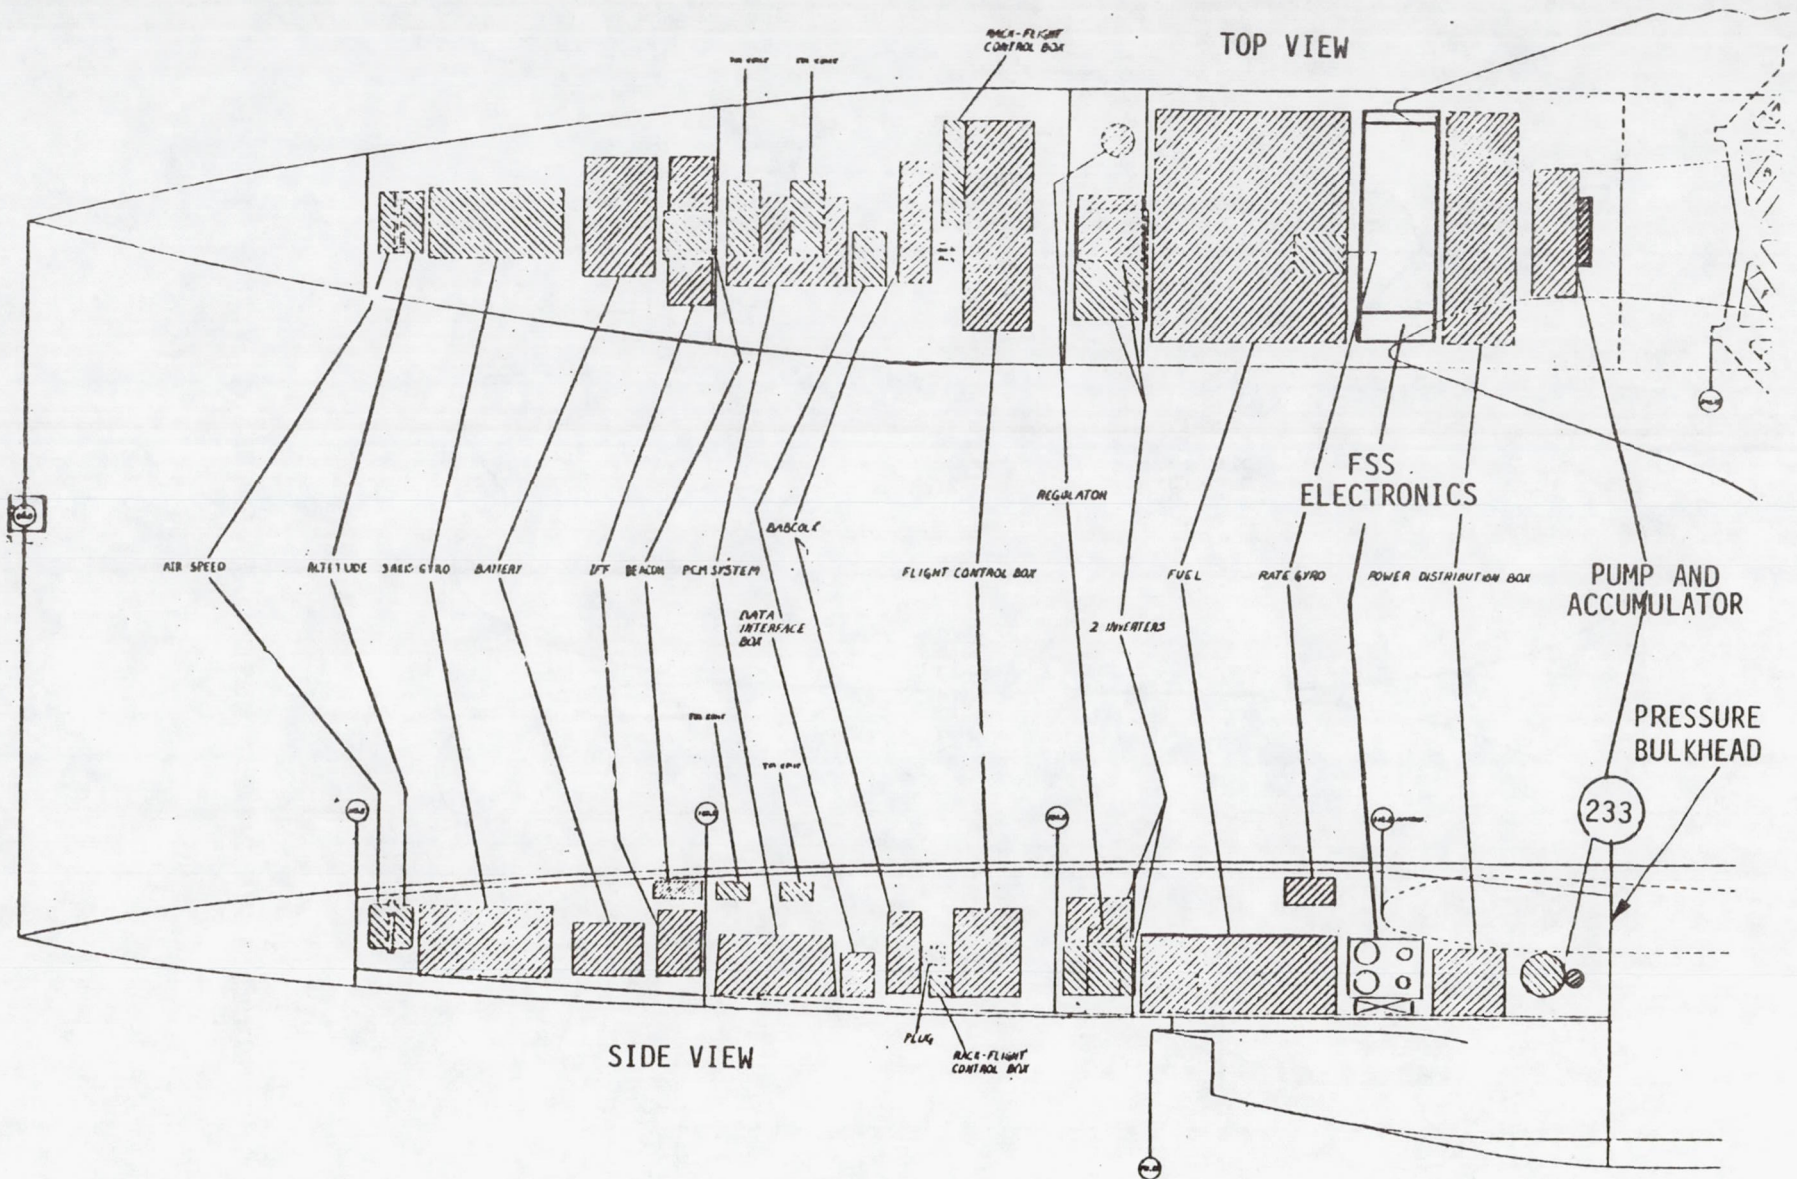 TOP VIEW
RACK-FLIGHT
CONTROL BOX
FSS
ELECTRONICS
REGULATOR
AIR SPEED
ALTITUDE
GYRO
BATTERY
IFF
BEACON
PCM SYSTEM
FLIGHT CONTROL BOX
FUEL
RATE GYRO
POWER DISTRIBUTION BOX
PUMP AND
ACCUMULATOR
DATA
INTERFACE
BOX
2 INVERTERS
PRESSURE
BULKHEAD
233
SIDE VIEW
PLUG
RACK-FLIGHT
CONTROL BOX